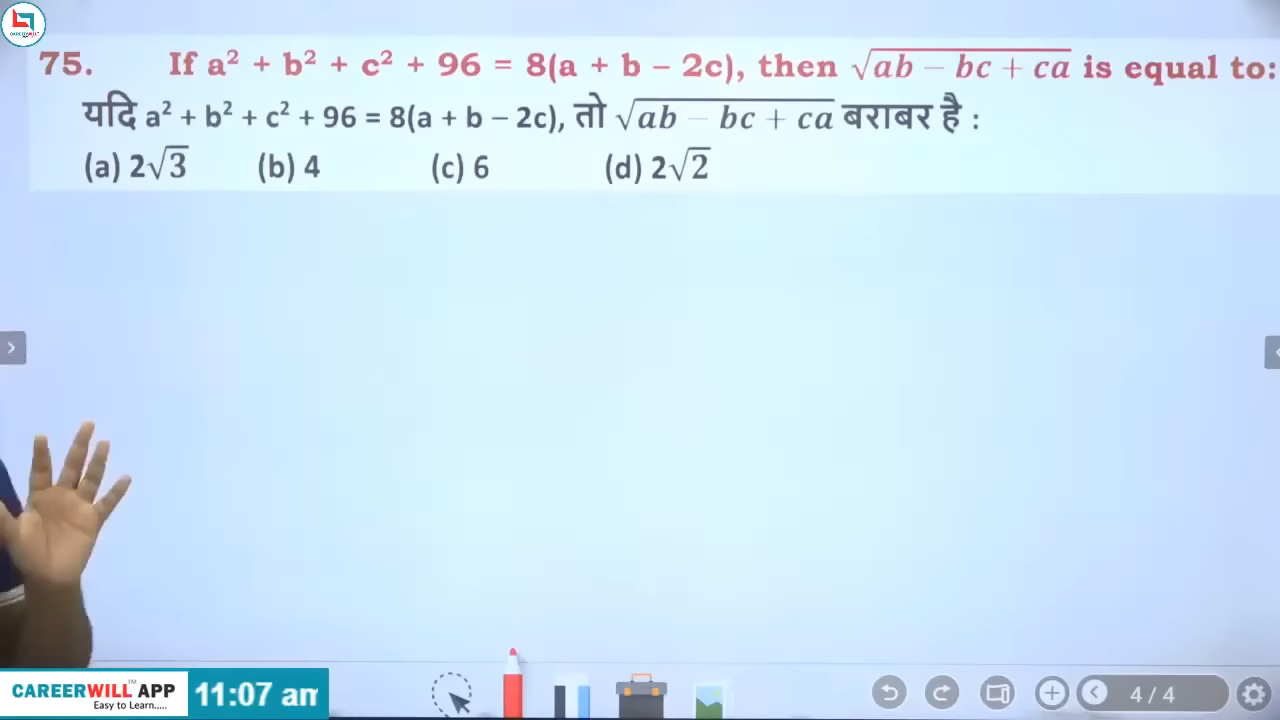 CAREERWILL
75. If a² + b² + c² + 96 = 8(a + b – 2c), then √(ab – bc + ca) is equal to:
यदि a² + b² + c² + 96 = 8(a + b – 2c), तो √(ab – bc + ca) बराबर है :
(a) 2√3 (b) 4 (c) 6 (d) 2√2
CAREERWILL™ APP
Easy to Learn.....
11:07 am
4 / 4